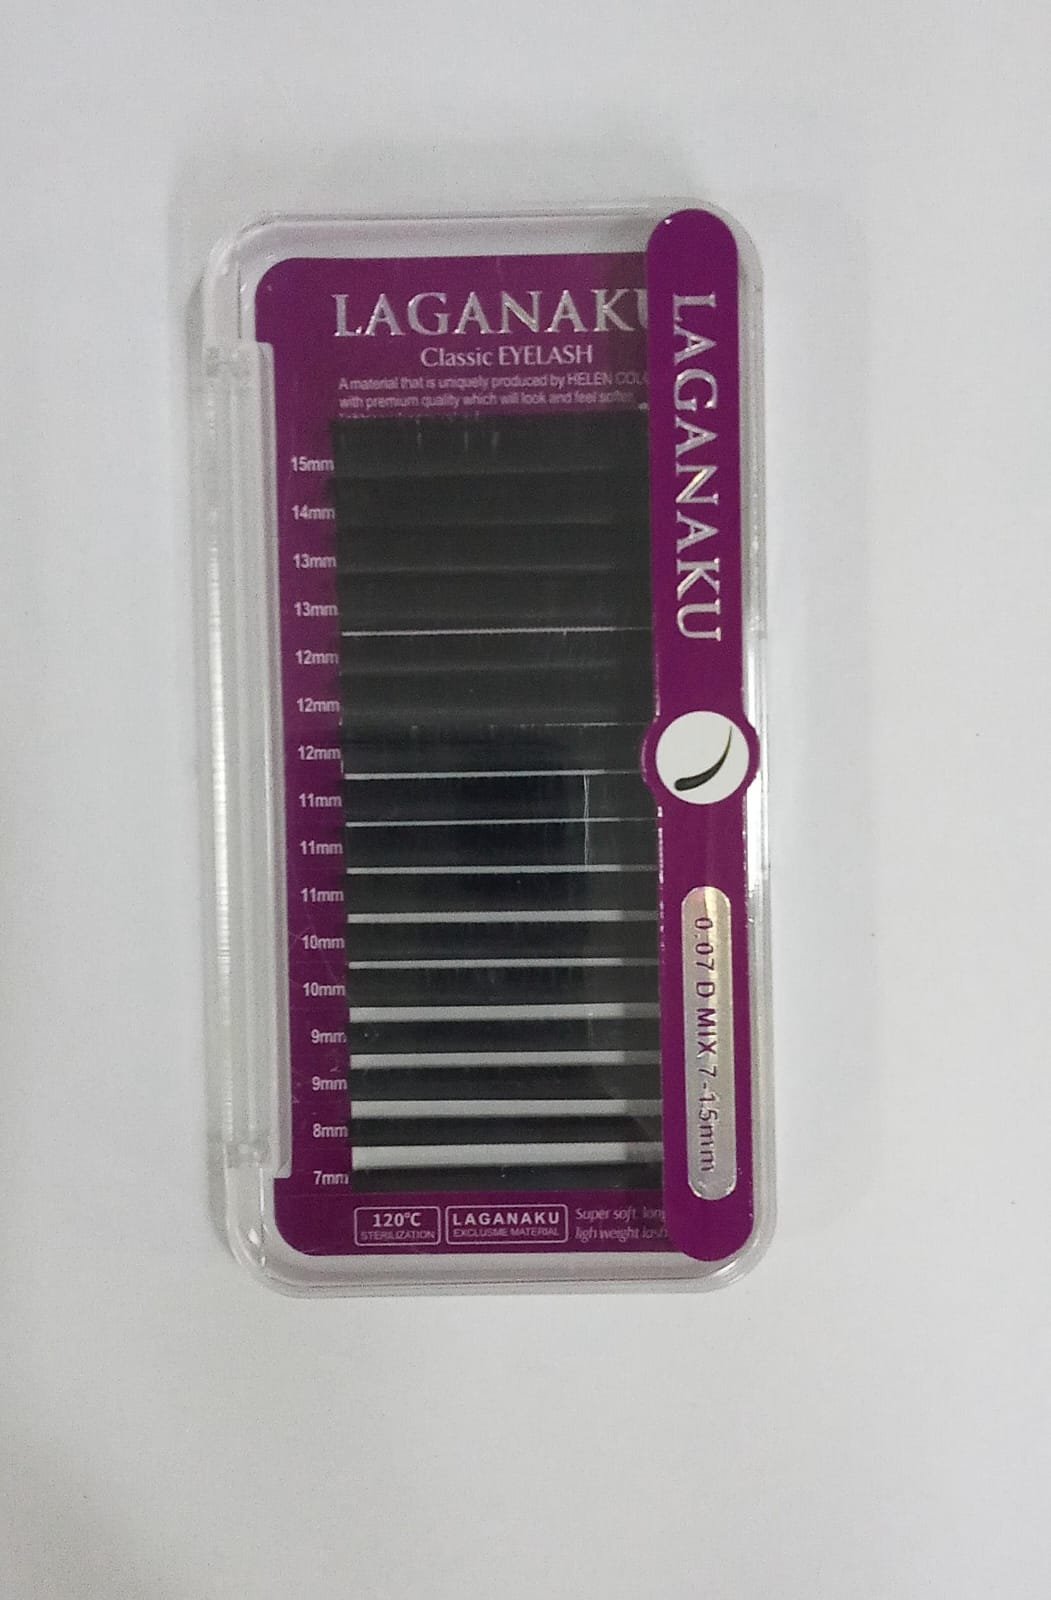 LAGANAKU
Classic EYELASH
A material that is uniquely produced by HELEN
with premium quality which will look and feel softer,
15mm
14mm
13mm
13mm
12mm
12mm
12mm
11mm
11mm
11mm
10mm
10mm
9mm
9mm
8mm
7mm
120℃
STERILIZATION
LAGANAKU
EXCLUSME MATERIAL
Super soft, long
ligh weight lash
LAGANAKU
0.07 D MIX 7-15mm